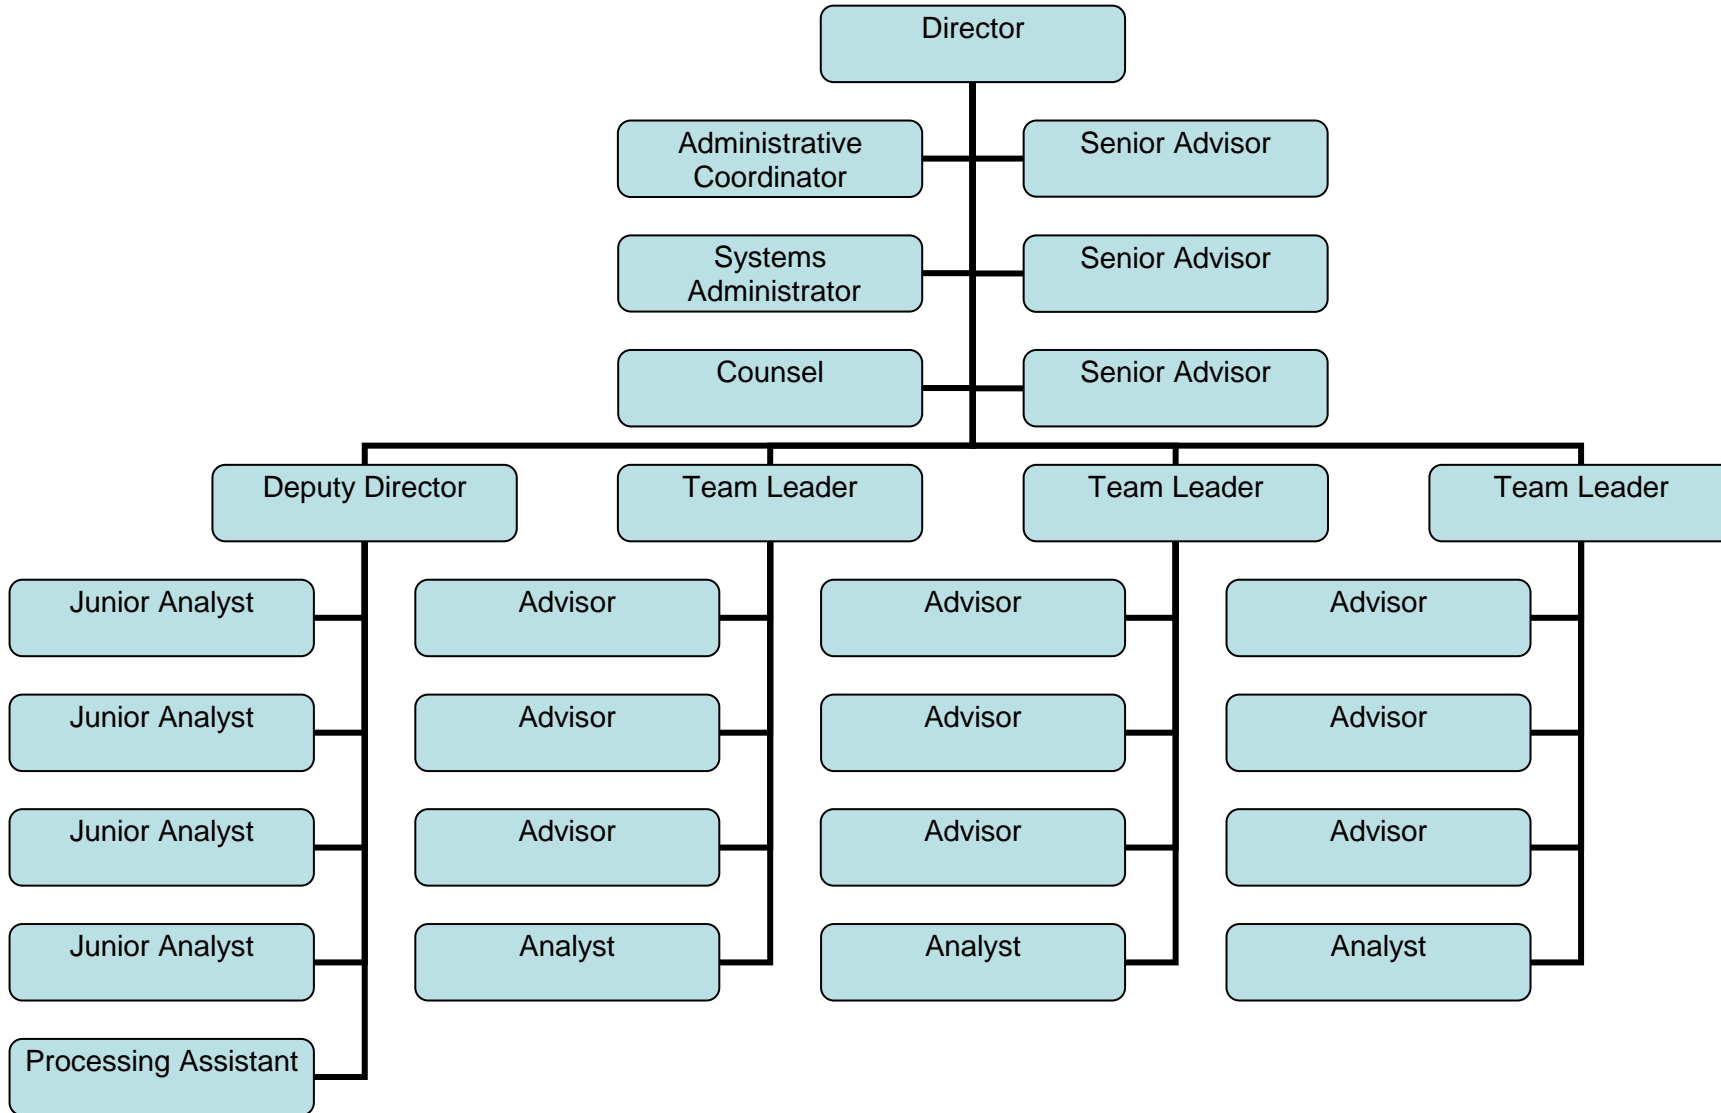 Director
Administrative
Coordinator
Senior Advisor
Systems
Administrator
Senior Advisor
Counsel
Senior Advisor
Deputy Director
Team Leader
Team Leader
Team Leader
Junior Analyst
Advisor
Advisor
Advisor
Junior Analyst
Advisor
Advisor
Advisor
Junior Analyst
Advisor
Advisor
Advisor
Junior Analyst
Analyst
Analyst
Analyst
Processing Assistant